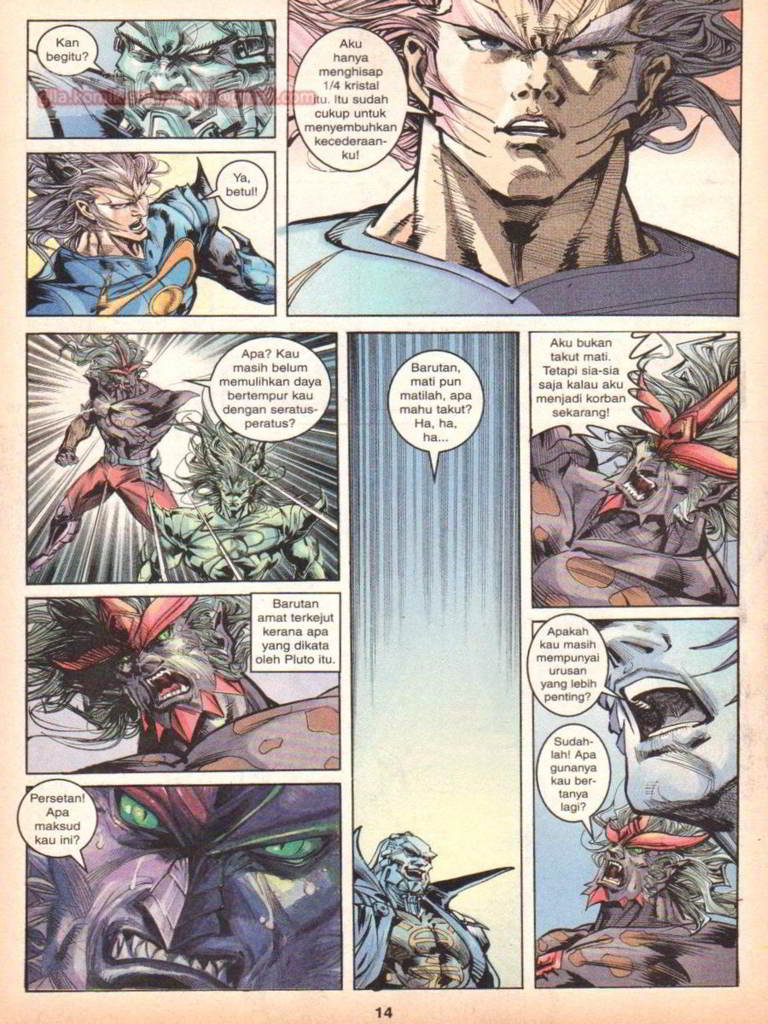 Kan
begitu?
Ya,
betul!
Aku
hanya
menghisap
1/4 kristal
itu. Itu sudah
cukup untuk
menyembuhkan
kecederaan-
ku!
Apa? Kau
masih belum
memulihkan daya
bertempur kau
dengan seratus-
peratus?
Barutan,
mati pun
matilah, apa
mahu takut?
Ha, ha,
ha...
Aku bukan
takut mati.
Tetapi sia-sia
saja kalau aku
menjadi korban
sekarang!
Barutan
amat terkejut
kerana apa
yang dikata
oleh Pluto itu.
Persetan!
Apa
maksud
kau ini?
Apakah
kau masih
mempunyai
urusan
yang lebih
penting?
Sudah-
lah! Apa
gunanya
kau ber-
tanya
lagi?
14